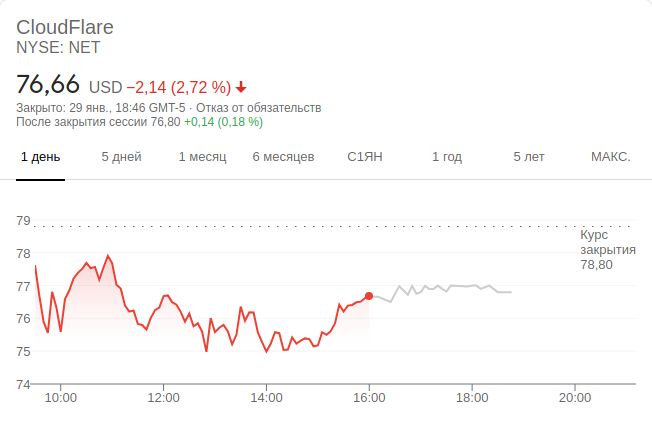 CloudFlare
NYSE: NET
76,66 USD −2,14 (2,72 %)
Закрыто: 29 янв., 18:46 GMT-5 · Отказ от обязательств
После закрытия сессии 76,80 +0,14 (0,18 %)
1 день 5 дней 1 месяц 6 месяцев С1ЯН 1 год 5 лет МАКС.
79
Курс
закрытия
78,80
78
77
76
75
74
10:00 12:00 14:00 16:00 18:00 20:00